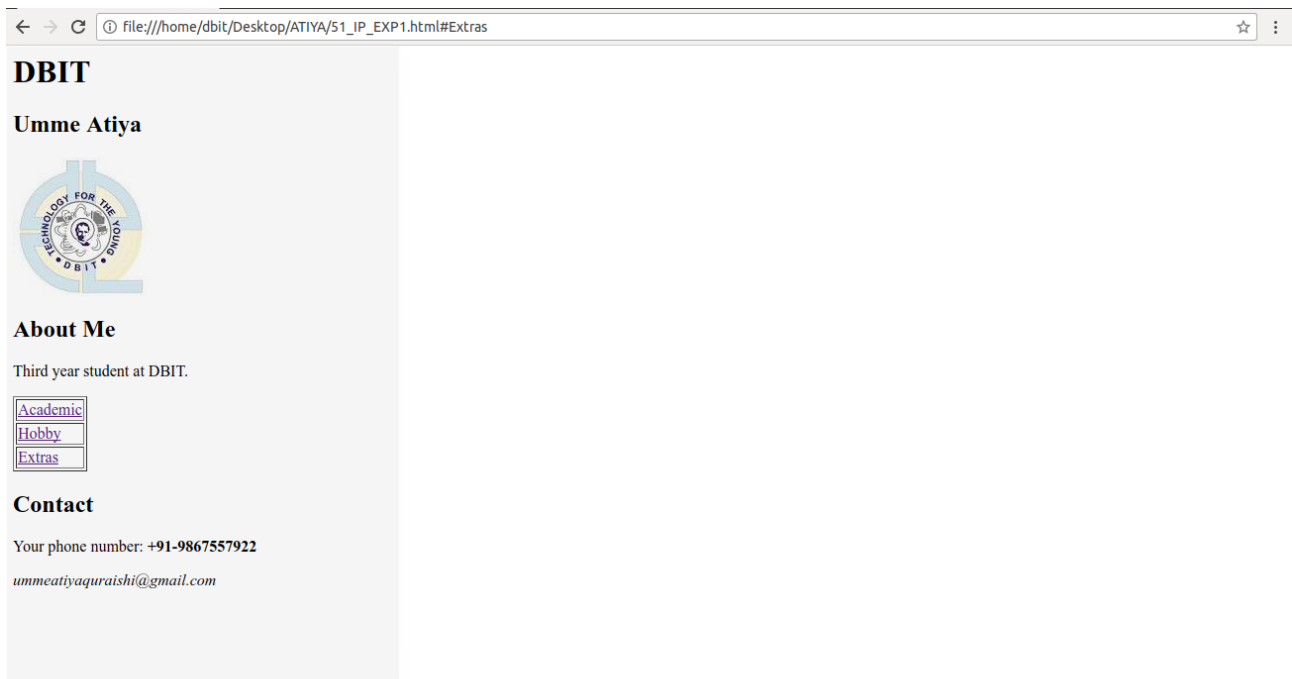 file:///home/dbit/Desktop/ATIYA/51_IP_EXP1.html#Extras
DBIT
Umme Atiya
TECHNOLOGY FOR THE YOUNG
• DBIT •
About Me
Third year student at DBIT.
Academic
Hobby
Extras
Contact
Your phone number: +91-9867557922
ummeatiyaquraishi@gmail.com